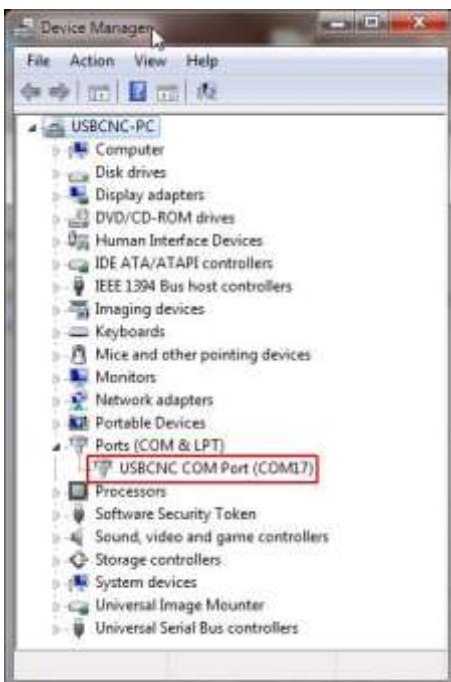 Device Manager
File Action View Help
USBCNC-PC
Computer
Disk drives
Display adapters
DVD/CD-ROM drives
Human Interface Devices
IDE ATA/ATAPI controllers
IEEE 1394 Bus host controllers
Imaging devices
Keyboards
Mice and other pointing devices
Monitors
Network adapters
Portable Devices
Ports (COM & LPT)
USBCNC COM Port (COM17)
Processors
Software Security Token
Sound, video and game controllers
Storage controllers
System devices
Universal Image Mounter
Universal Serial Bus controllers